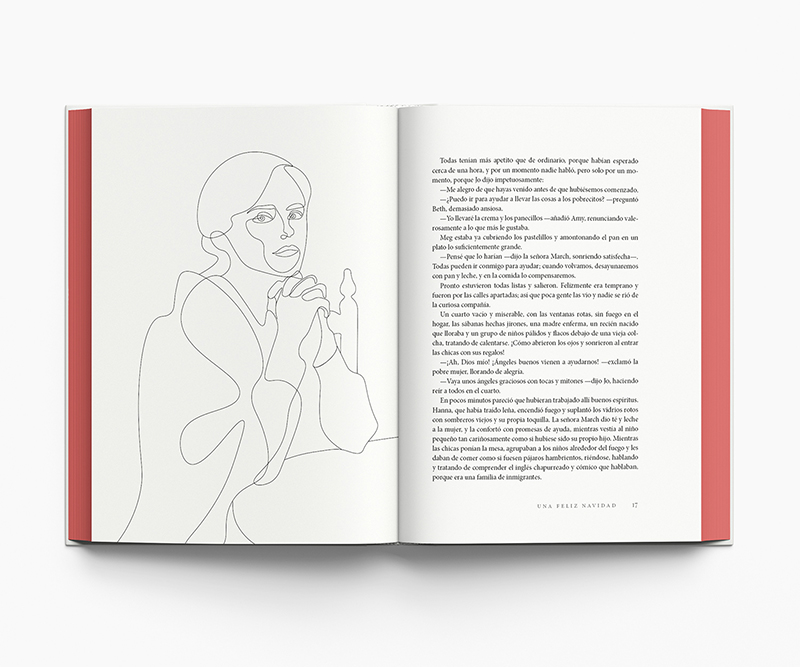 Todas tenían más apetito que de ordinario, porque habían esperado
cerca de una hora, y por un momento nadie habló, pero solo por un mo-
mento, porque Jo dijo impetuosamente:
—Me alegro de que hayas venido antes de que hubiésemos comenzado.
—¿Puedo ir para ayudar a llevar las cosas a los pobrecitos? —preguntó
Beth, demasiado ansiosa.
—Yo llevaré la crema y los panecillos —añadió Amy, renunciando vale-
rosamente a lo que más le gustaba.
Meg estaba ya cubriendo los pastelillos y amontonando el pan en un
plato lo suficientemente grande.
—Pensé que lo harían —dijo la señora March, sonriendo satisfecha—.
Todas pueden ir conmigo para ayudar; cuando volvamos, desayunaremos
con pan y leche, y en la comida lo compensaremos.
Pronto estuvieron todas listas y salieron. Felizmente era temprano y
fueron por las calles apartadas; así que poca gente las vio y nadie se rió de
la curiosa compañía.
Un cuarto vacío y miserable, con las ventanas rotas, sin fuego en el
hogar, las sábanas hechas jirones, una madre enferma, un recién nacido
que lloraba y un grupo de niños pálidos y flacos debajo de una vieja col-
cha, tratando de calentarse. ¡Cómo abrieron los ojos y sonrieron al entrar
las chicas con sus regalos!
—¡Ah, Dios mío! ¡Ángeles buenos vienen a ayudarnos! —exclamó la
pobre mujer, llorando de alegría.
—Vaya unos ángeles graciosos con tocas y mitones —dijo Jo, haciendo
reír a todos en el cuarto.
En pocos minutos pareció que hubieran trabajado allí buenos espíritus.
Hanna, que había traído leña, encendió fuego y suplantó los vidrios rotos
con sombreros viejos y su propia toquilla. La señora March dio té y leche
a la mujer, y la confortó con promesas de ayuda, mientras vestía al niño
pequeño tan cariñosamente como si hubiese sido su propio hijo. Mientras
las chicas ponían la mesa, agrupaban a los niños alrededor del fuego y les
daban de comer como si fuesen pájaros hambrientos, riéndose, hablando
y tratando de comprender el inglés chapurreado y cómico que hablaban,
porque era una familia de inmigrantes.
UNA FELIZ NAVIDAD 17